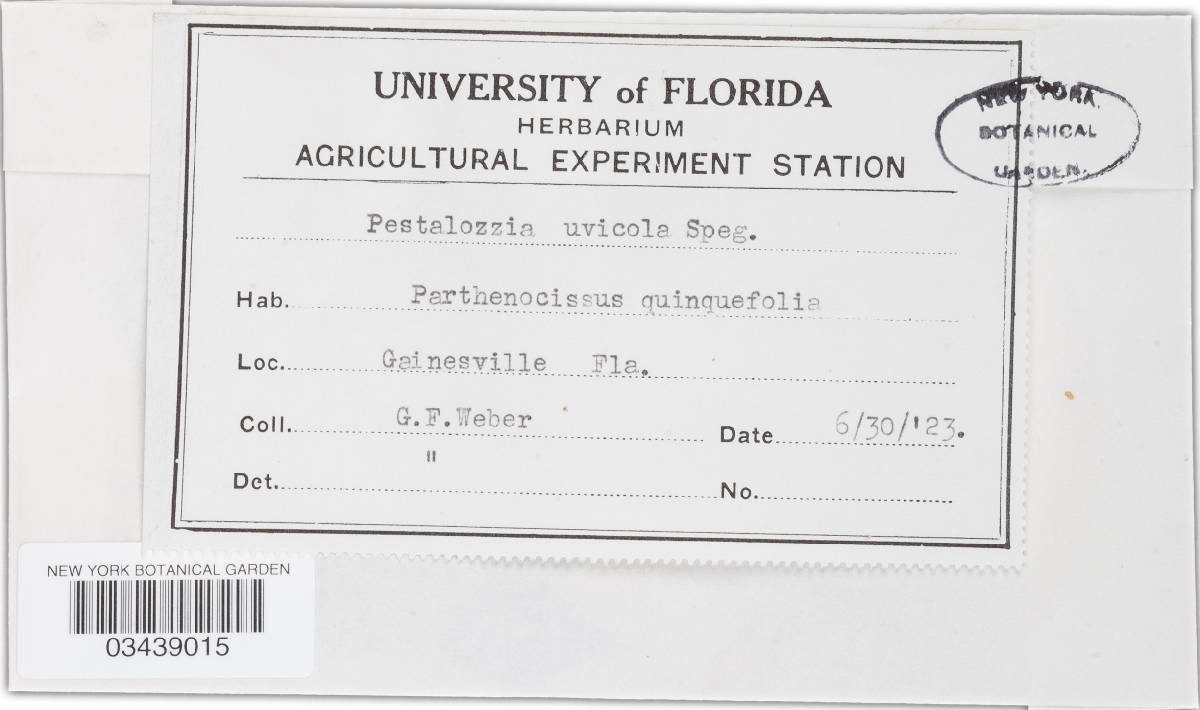 UNIVERSITY of FLORIDA
HERBARIUM
AGRICULTURAL EXPERIMENT STATION
NEW YORK
BOTANICAL
GARDEN.
Pestalozzia uvicola Speg.
Hab. Parthenocissus quinquefolia
Loc. Gainesville Fla.
Coll. G.F.Weber Date 6/30/'23.
"
Det. No.
NEW YORK BOTANICAL GARDEN
03439015